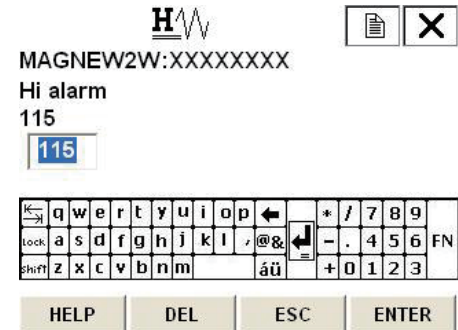 H
MAGNEW2W:XXXXXXXX
Hi alarm
115
115
q w e r t y u i o p * / 7 8 9
Lock a s d f g h j k l , @& - . 4 5 6 FN
Shift z x c v b n m áü = + 0 1 2 3
HELP DEL ESC ENTER